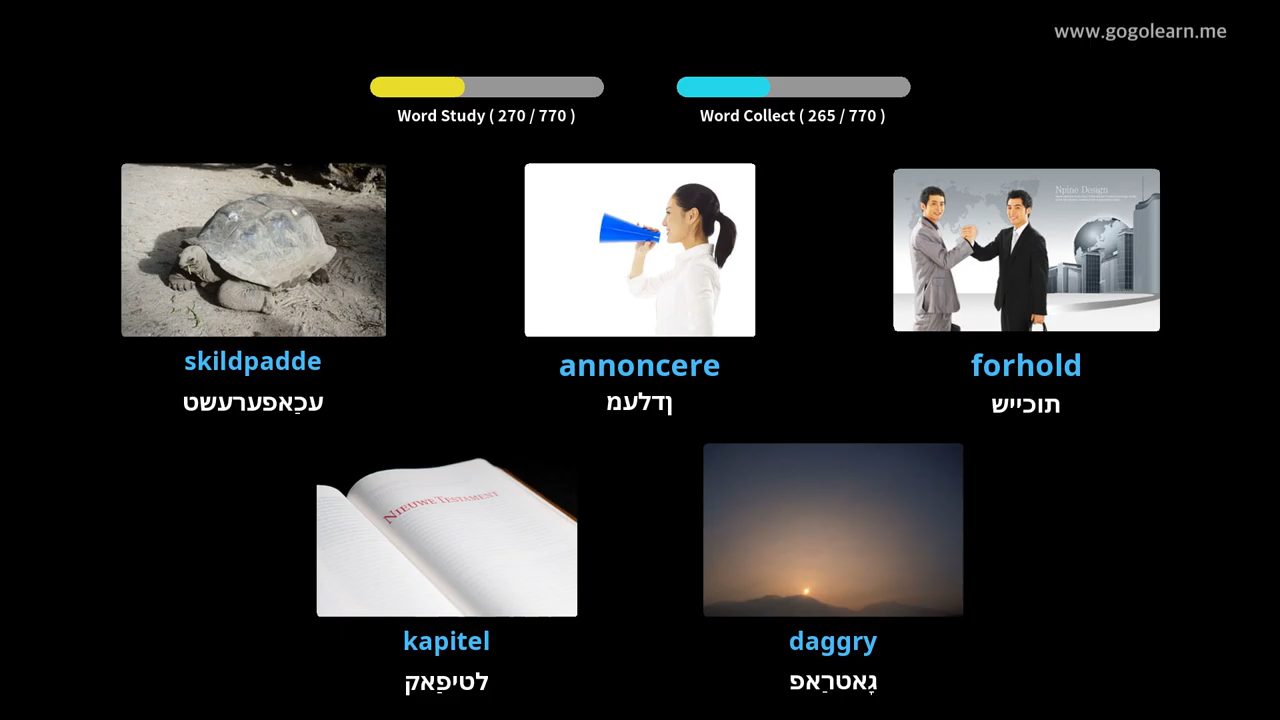 www.gogolearn.me
Word Study ( 270 / 770 )
Word Collect ( 265 / 770 )
Npine Design
skildpadde
עכַאפערעשט
annoncere
ןדלעמ
forhold
תוכייש
NIEUWE TESTAMENT
kapitel
לטיפַאק
daggry
גָאטרַאפ